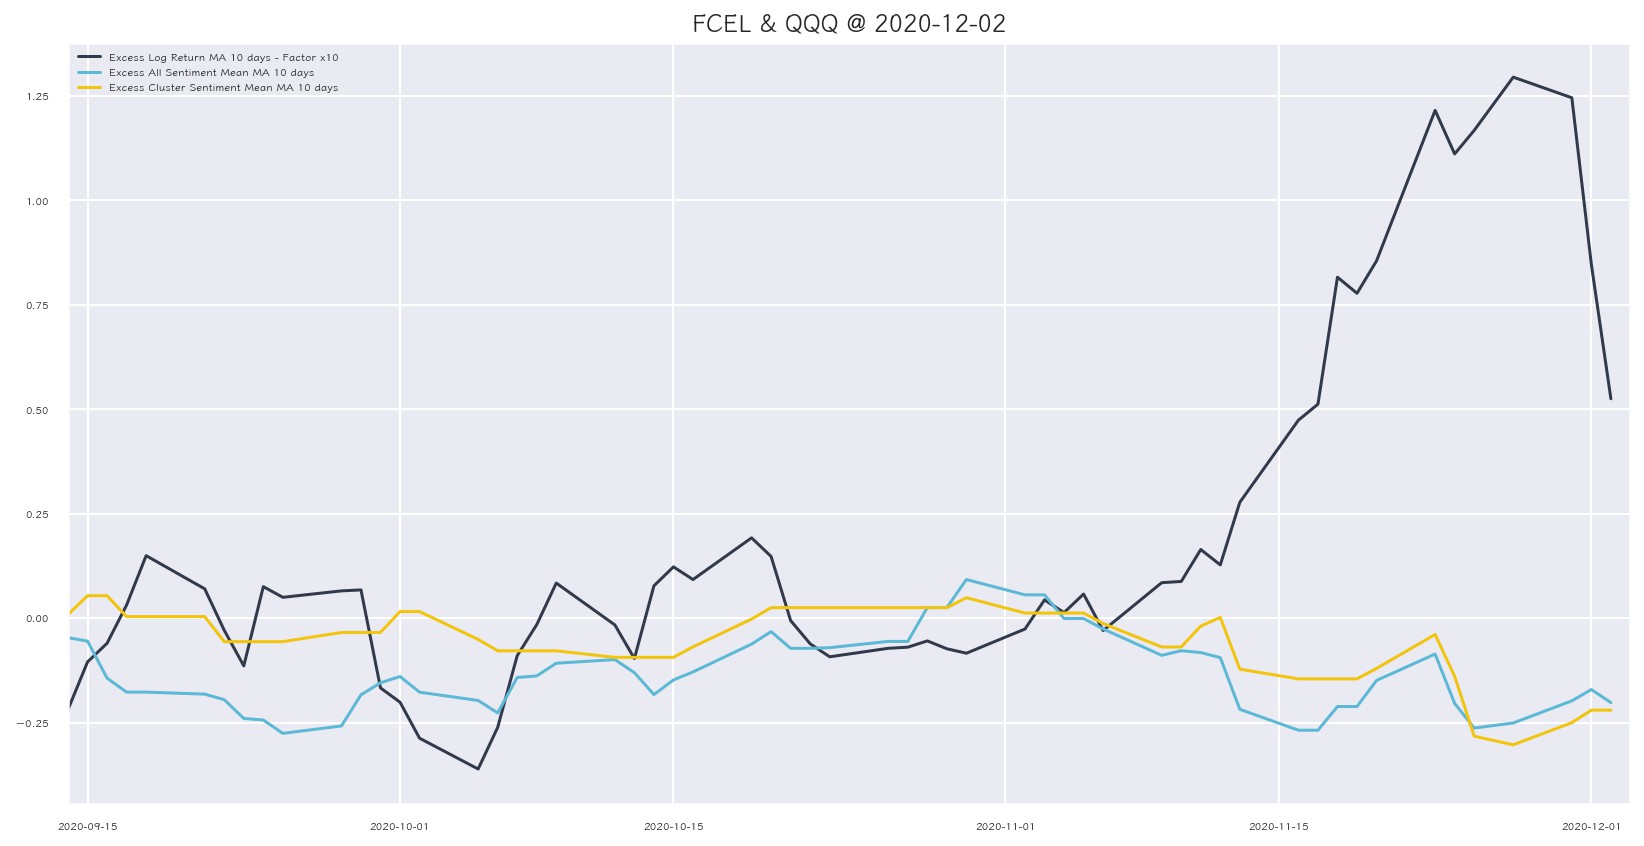 FCEL & QQQ @ 2020-12-02
Excess Log Return MA 10 days - Factor x10
Excess All Sentiment Mean MA 10 days
Excess Cluster Sentiment Mean MA 10 days
1.25
1.00
0.75
0.50
0.25
0.00
−0.25
2020-09-15 2020-10-01 2020-10-15 2020-11-01 2020-11-15 2020-12-01